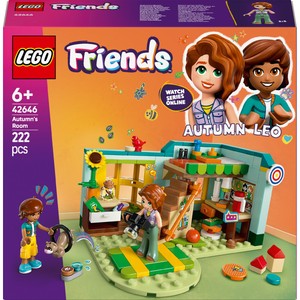 LEGO
Friends
6+
42646
Autumn's
Room
222
pcs
WATCH
SERIES
ONLINE
AUTUMN LEO